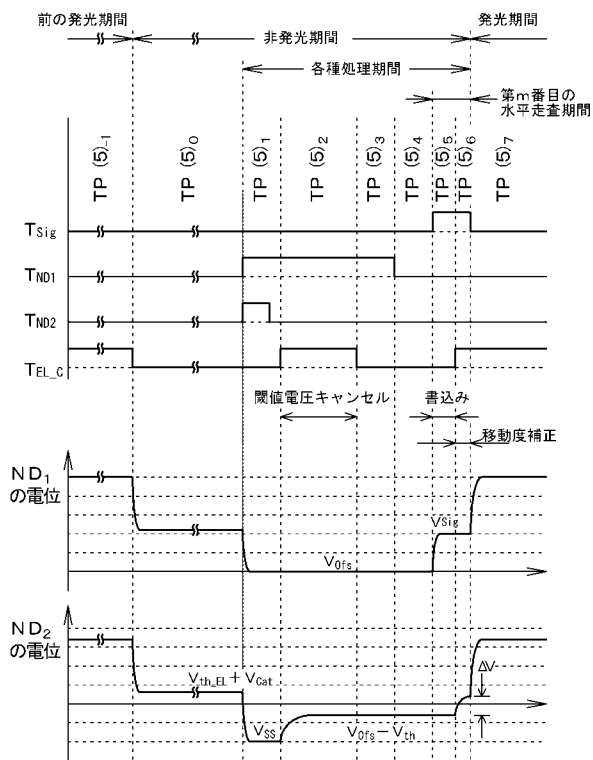 前の発光期間
非発光期間
発光期間
各種処理期間
第m番目の
水平走査期間
TP (5)-1
TP (5)0
TP (5)1
TP (5)2
TP (5)3
TP (5)4
TP (5)5
TP (5)6
TP (5)7
TSig
TND1
TND2
TEL_C
閾値電圧キャンセル
書込み
移動度補正
ND1
の電位
VSig
VOfs
ND2
の電位
ΔV
Vth_EL+VCat
VSS
VOfs−Vth